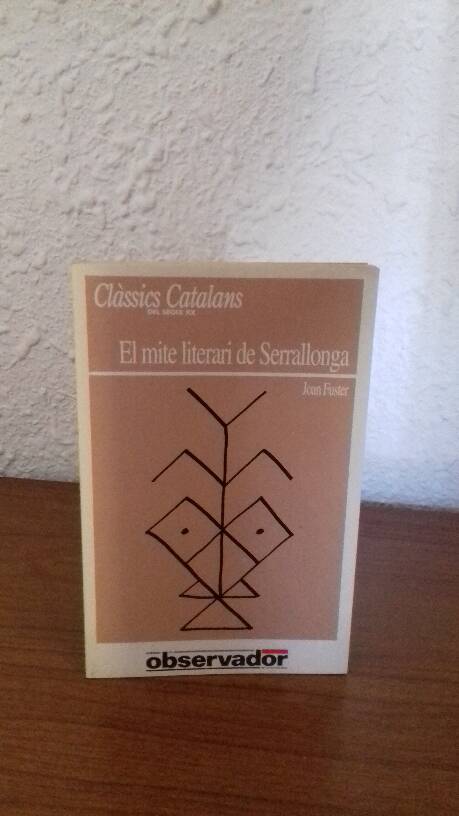 Clàssics Catalans
DEL SEGLE XX
El mite literari de Serrallonga
Joan Fuster
observador